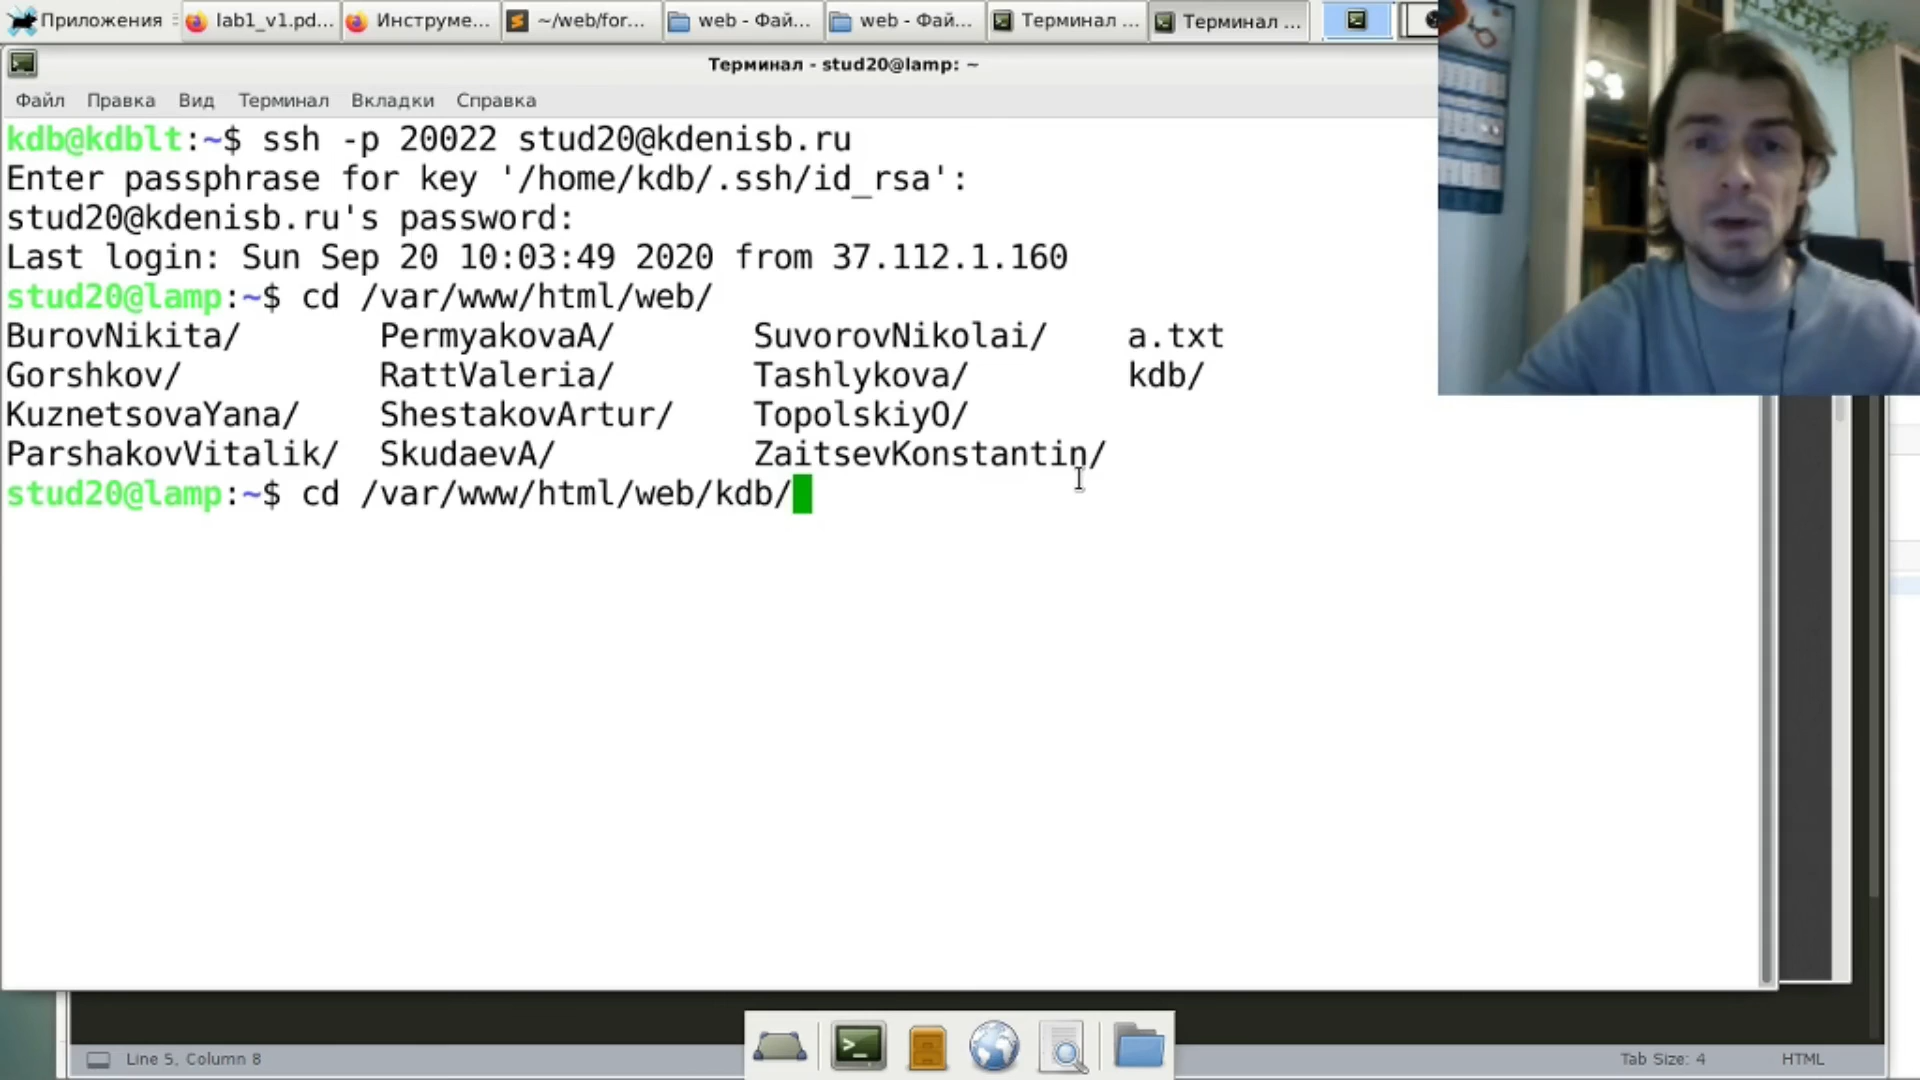 Приложения
lab1_v1.pd...
Инструме...
~/web/for...
web - Фай...
web - Фай...
Терминал ...
Терминал ...
Терминал - stud20@lamp: ~
Файл Правка Вид Терминал Вкладки Справка
kdb@kdblt:~$ ssh -p 20022 stud20@kdenisb.ru
Enter passphrase for key '/home/kdb/.ssh/id_rsa':
stud20@kdenisb.ru's password:
Last login: Sun Sep 20 10:03:49 2020 from 37.112.1.160
stud20@lamp:~$ cd /var/www/html/web/
BurovNikita/ PermyakovaA/ SuvorovNikolai/ a.txt
Gorshkov/ RattValeria/ Tashlykova/ kdb/
KuznetsovaYana/ ShestakovArtur/ TopolskiyO/
ParshakovVitalik/ SkudaevA/ ZaitsevKonstantin/
stud20@lamp:~$ cd /var/www/html/web/kdb/
Line 5, Column 8
Tab Size: 4
HTML